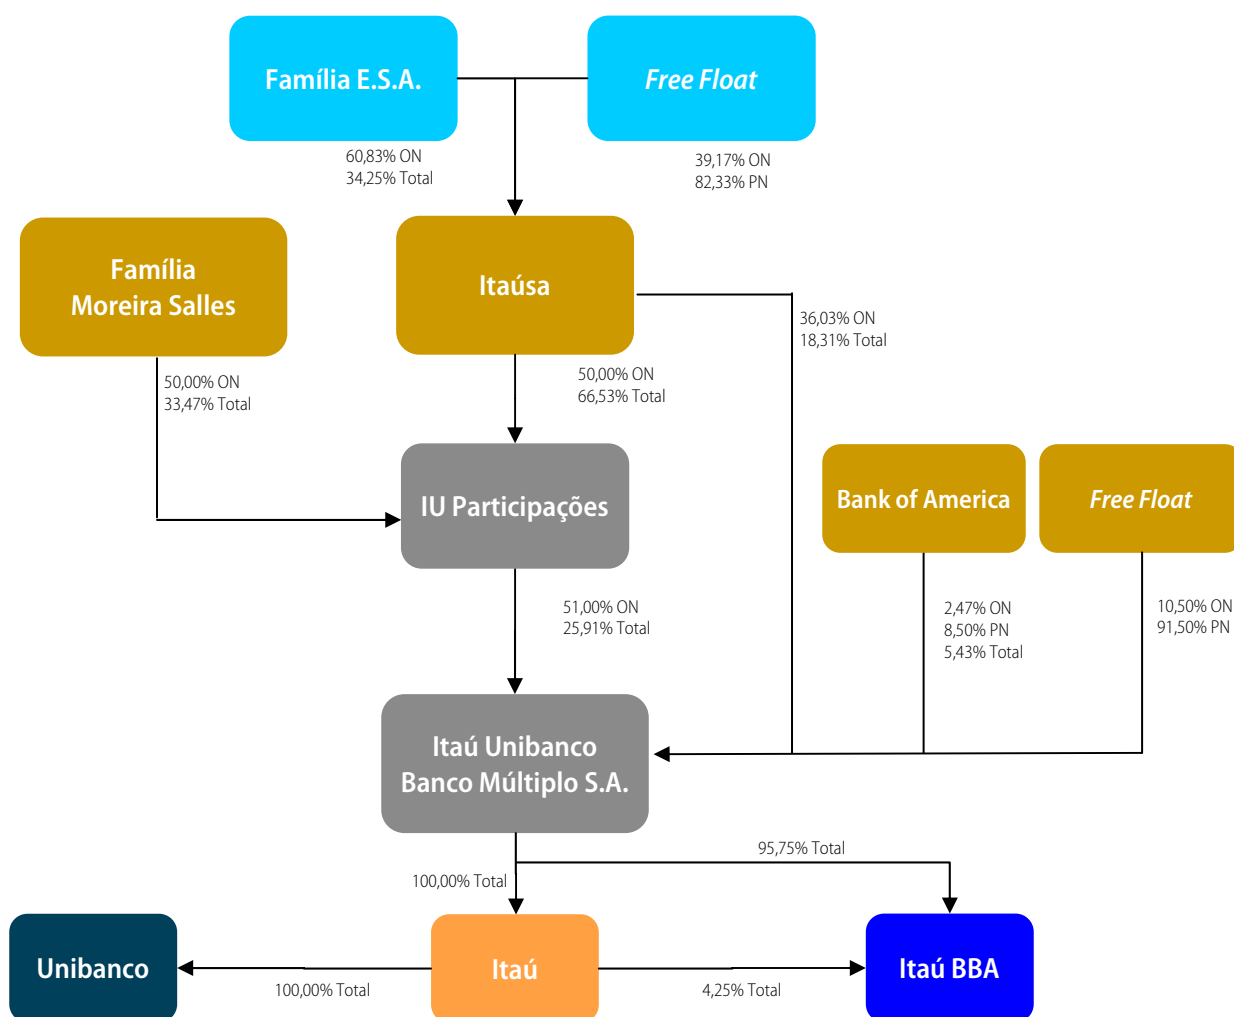 Família E.S.A.
Free Float
60,83% ON
34,25% Total
39,17% ON
82,33% PN
Família
Moreira Salles
Itaúsa
36,03% ON
18,31% Total
50,00% ON
33,47% Total
50,00% ON
66,53% Total
IU Participações
Bank of America
Free Float
51,00% ON
25,91% Total
2,47% ON
8,50% PN
5,43% Total
10,50% ON
91,50% PN
Itaú Unibanco
Banco Múltiplo S.A.
95,75% Total
100,00% Total
Unibanco
Itaú
Itaú BBA
100,00% Total
4,25% Total